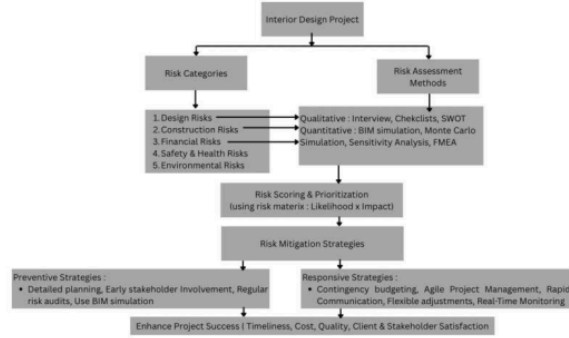 Interior Design Project
Risk Categories
Risk Assessment
Methods
1. Design Risks
2. Construction Risks
3. Financial Risks
4. Safety & Health Risks
5. Environmental Risks
Qualitative : Interview, Chekclists, SWOT
Quantitative : BIM simulation, Monte Carlo
Simulation, Sensitivity Analysis, FMEA
Risk Scoring & Prioritization
(using risk materix : Likelihood x Impact)
Risk Mitigation Strategies
Preventive Strategies :
• Detailed planning, Early stakeholder Involvement, Regular
risk audits, Use BIM simulation
Responsive Strategies :
• Contingency budgeting, Agile Project Management, Rapid
Communication, Flexible adjustments, Real-Time Monitoring
Enhance Project Success ( Timeliness, Cost, Quality, Client & Stakeholder Satisfaction